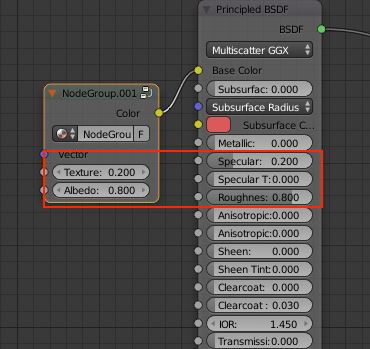 Principled BSDF
BSDF
Multiscatter GGX
Base Color
Subsurfac: 0.000
Subsurface Radius
Subsurface C...
Metallic: 0.000
Specular: 0.200
Specular T:0.000
Roughnes: 0.800
Anisotropic:0.000
Anisotropic:0.000
Sheen: 0.000
Sheen Tint:0.000
Clearcoat: 0.000
Clearcoat : 0.030
IOR: 1.450
Transmissi:0.000
NodeGroup.001
Color
NodeGrou F
Vector
Texture: 0.200
Albedo: 0.800